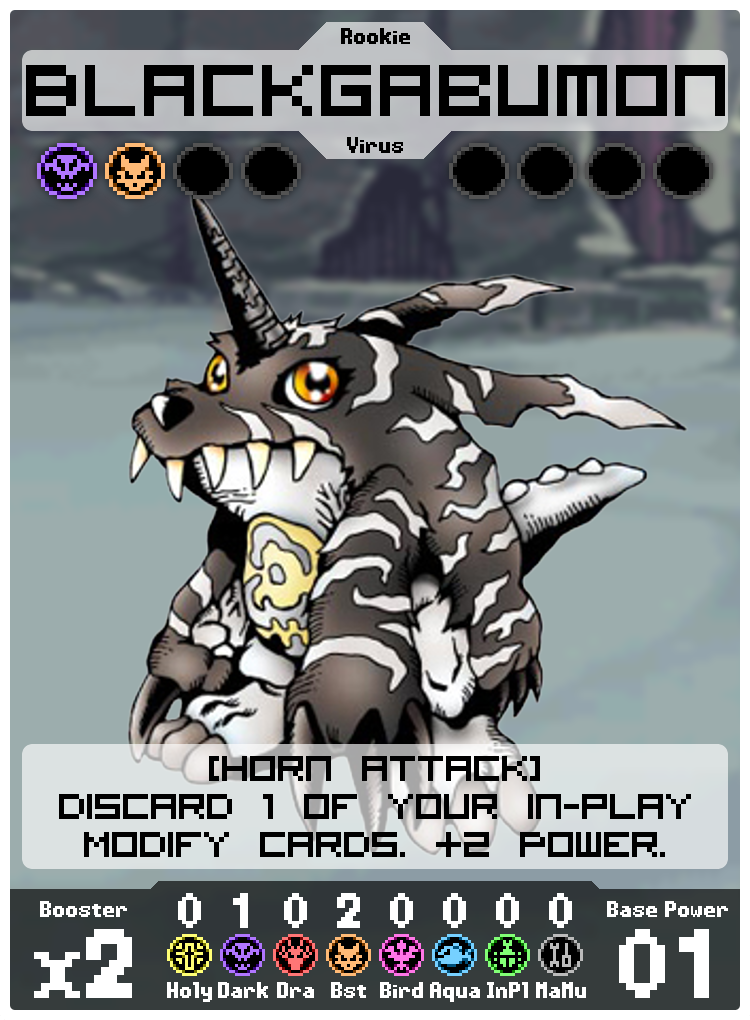 Rookie
BLACKGABUMON
Virus
[HORN ATTACK]
DISCARD 1 OF YOUR IN-PLAY
MODIFY CARDS. +2 POWER.
Booster 0 1 0 2 0 0 0 0 Base Power
x2 01
Holy Dark Dra Bst Bird Aqua InPl MaMu